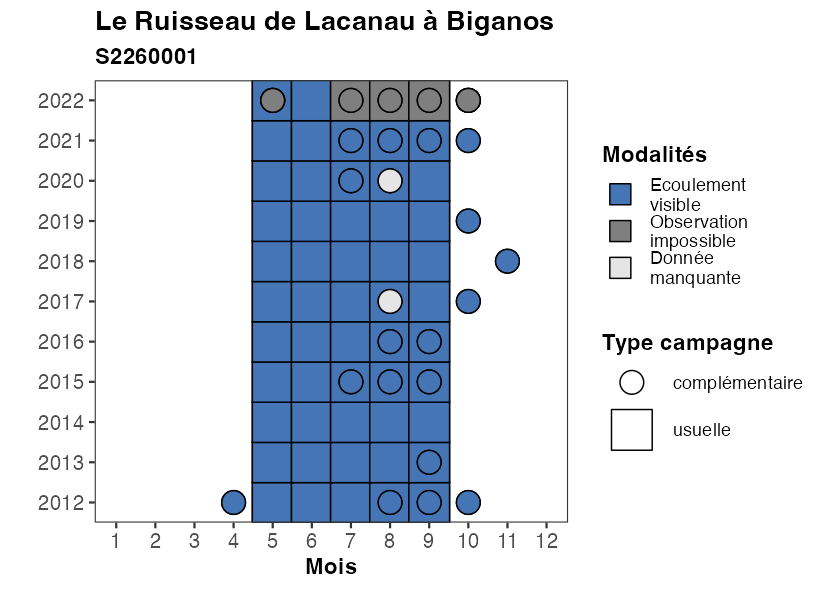 Le Ruisseau de Lacanau à Biganos
S2260001
2022
2021
2020
2019
2018
2017
2016
2015
2014
2013
2012
1 2 3 4 5 6 7 8 9 10 11 12
Mois
Modalités
Ecoulement
visible
Observation
impossible
Donnée
manquante
Type campagne
complémentaire
usuelle